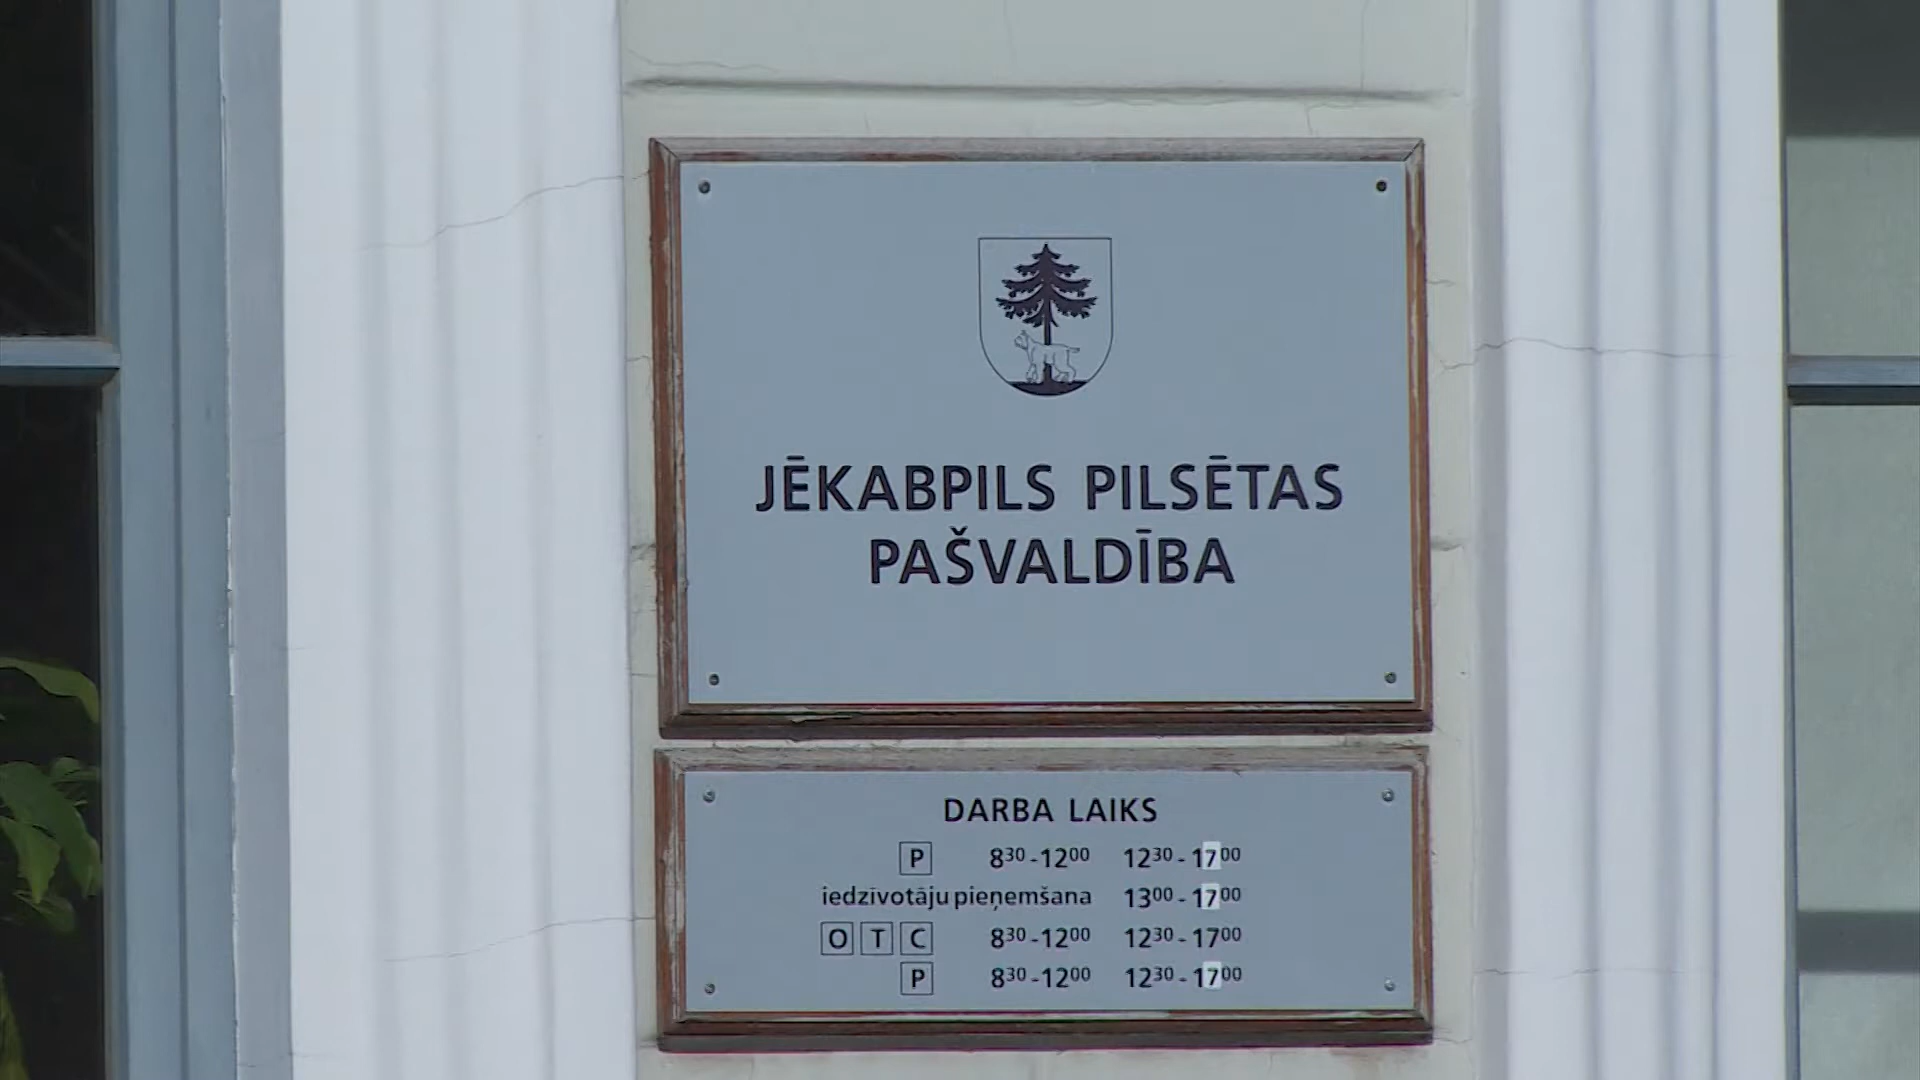 JĒKABPILS PILSĒTAS
PAŠVALDĪBA
DARBA LAIKS
P 8³⁰-12⁰⁰ 12³⁰-17⁰⁰
iedzīvotāju pieņemšana 13⁰⁰-17⁰⁰
O T C 8³⁰-12⁰⁰ 12³⁰-17⁰⁰
P 8³⁰-12⁰⁰ 12³⁰-17⁰⁰